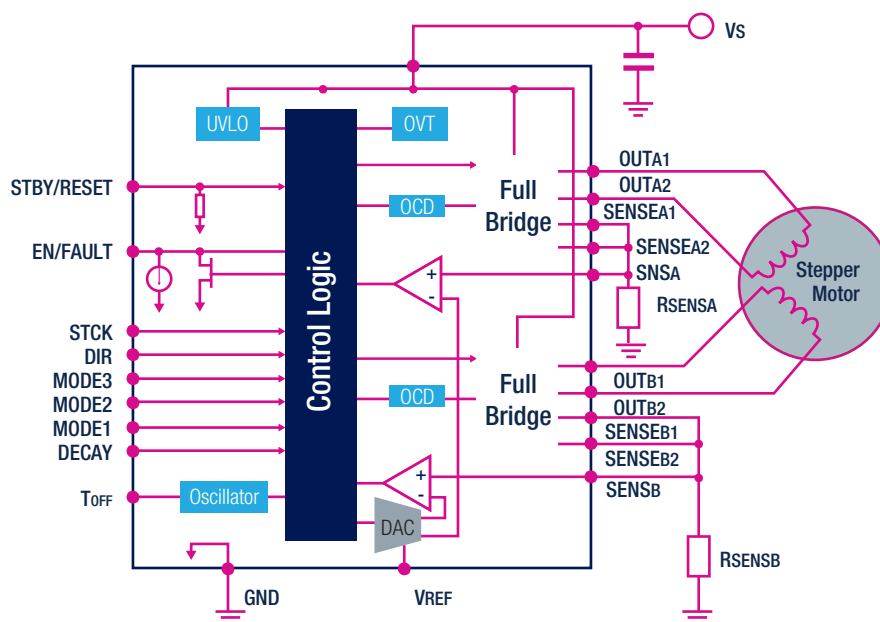 VS
UVLO
OVT
STBY/RESET
EN/FAULT
STCK
DIR
MODE3
MODE2
MODE1
DECAY
TOFF
Oscillator
Control Logic
OCD
Full
Bridge
+
-
OCD
Full
Bridge
+
-
DAC
OUTA1
OUTA2
SENSEA1
SENSEA2
SNSA
RSENSA
Stepper
Motor
OUTB1
OUTB2
SENSEB1
SENSEB2
SENSB
RSENSB
GND
VREF